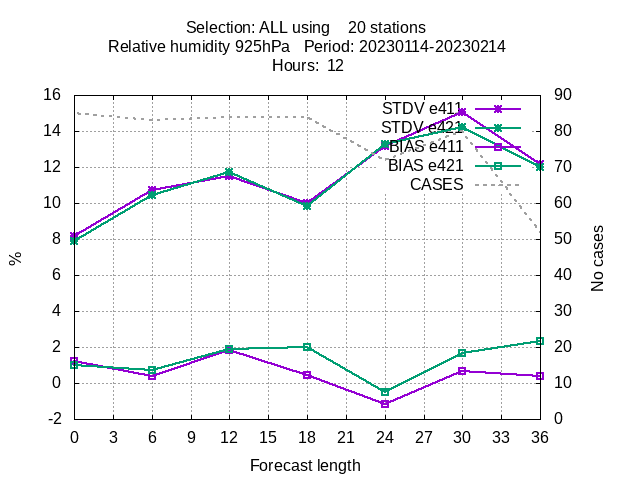 Selection: ALL using 20 stations
Relative humidity 925hPa Period: 20230114-20230214
Hours: 12
16
14
12
10
8
6
4
2
0
-2
%
STDV e411
STDV e421
BIAS e411
BIAS e421
CASES
90
80
70
60
50
40
30
20
10
0
No cases
0 3 6 9 12 15 18 21 24 27 30 33 36
Forecast length